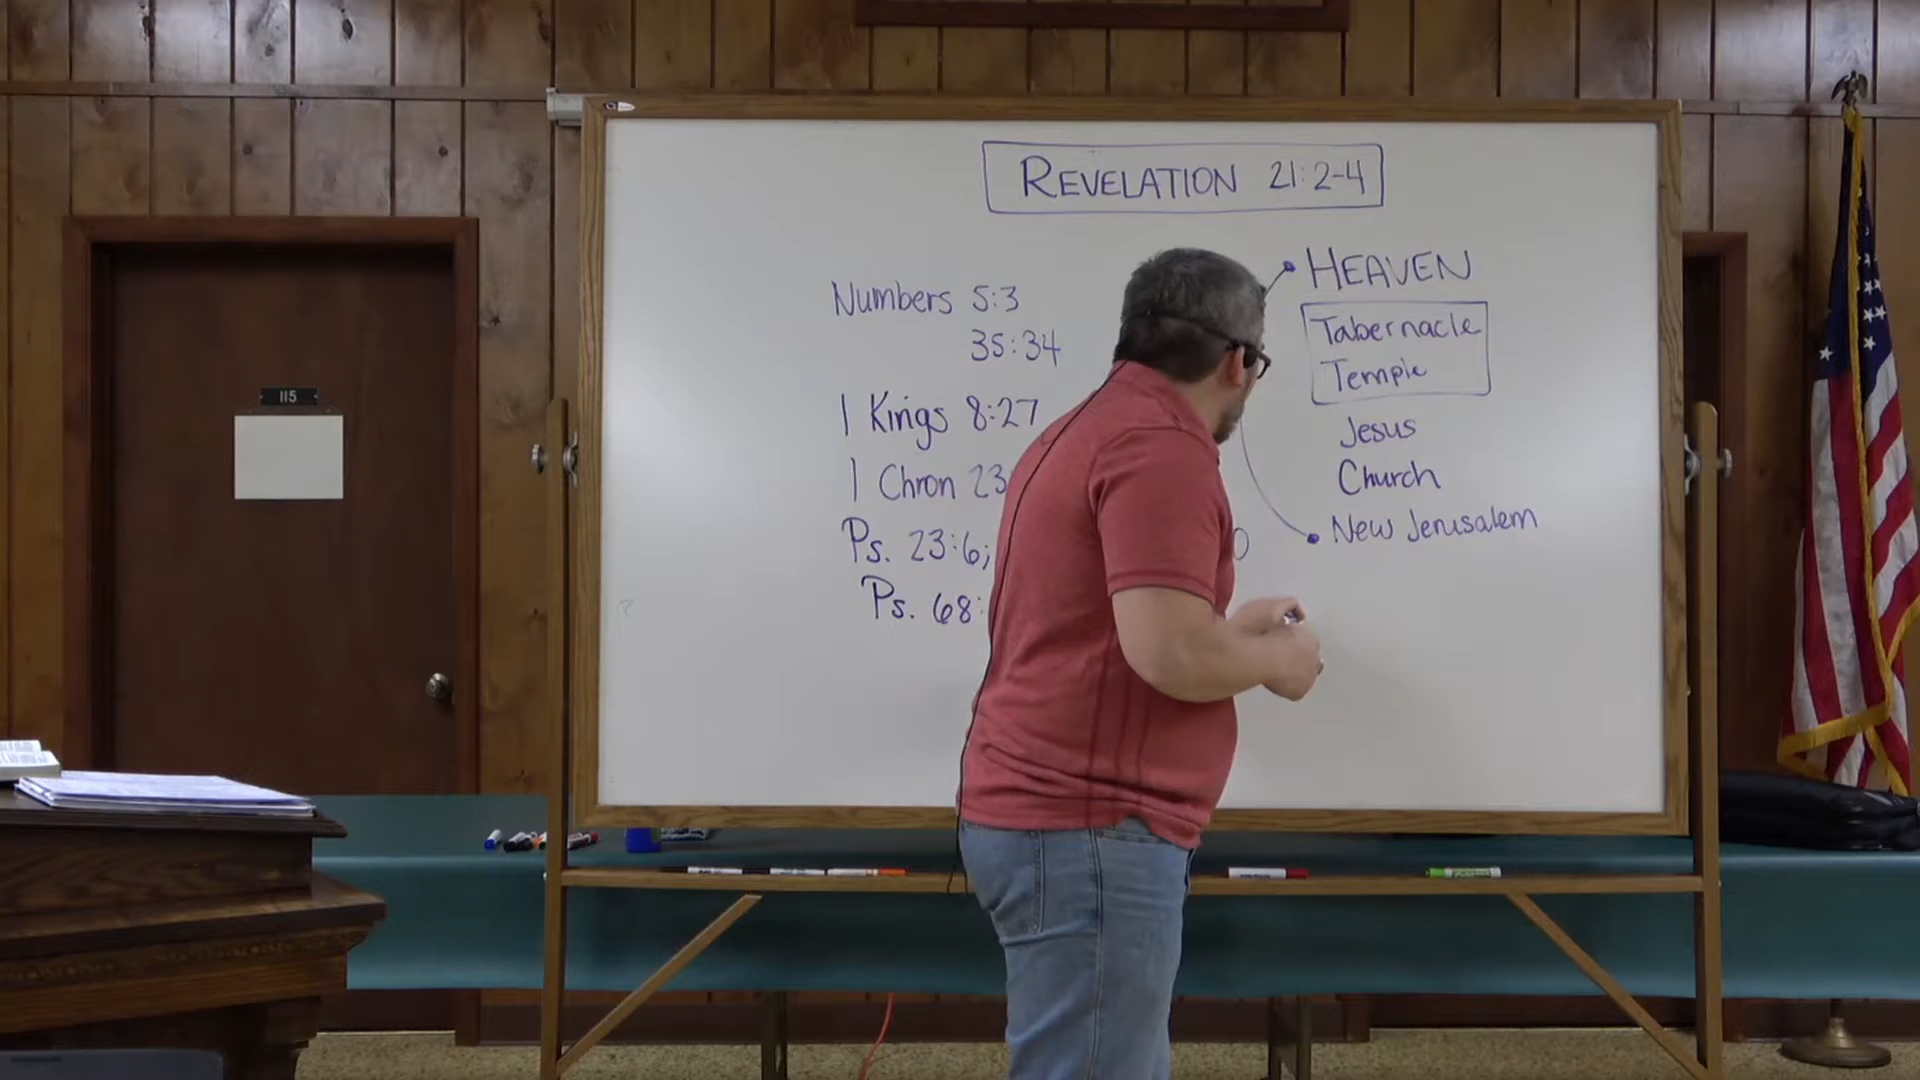 REVELATION 21:2-4
Numbers 5:3
35:34
1 Kings 8:27
1 Chron 23
Ps. 23:6;
Ps. 68:
HEAVEN
Tabernacle
Temple
Jesus
Church
New Jerusalem
115